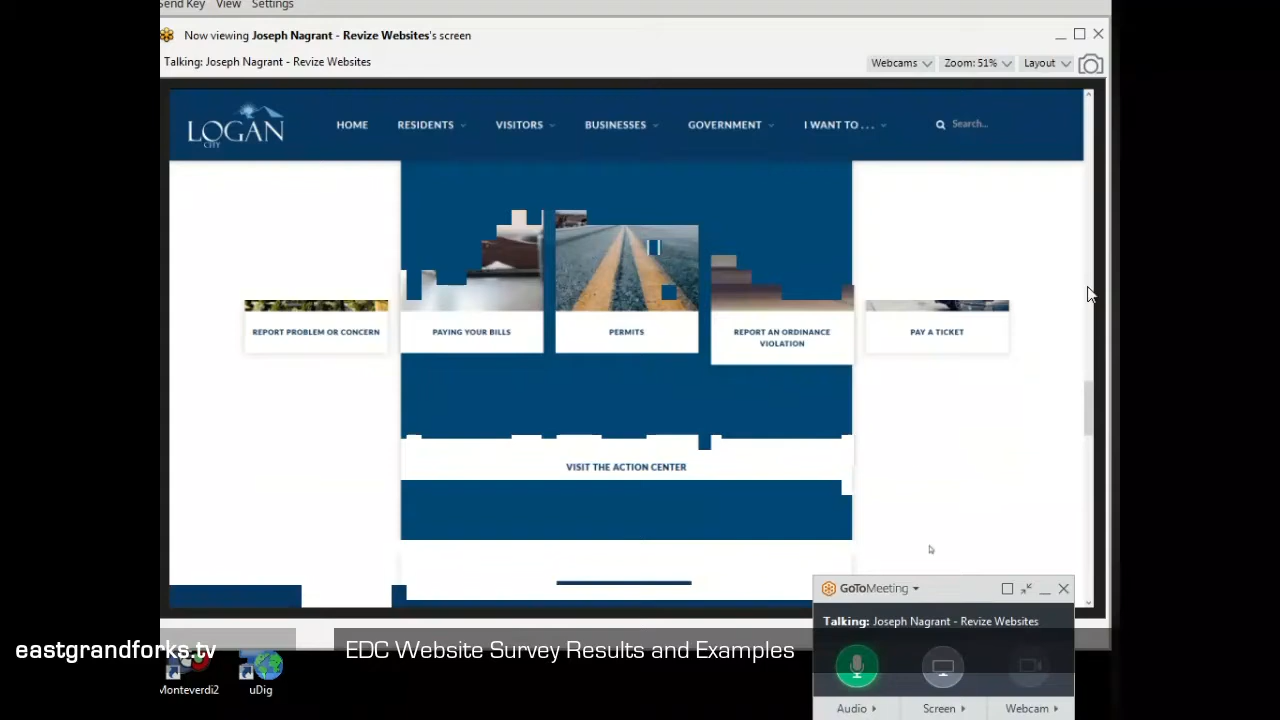 Send Key View Settings
Now viewing Joseph Nagrant - Revize Websites's screen
Talking: Joseph Nagrant - Revize Websites
Webcams Zoom: 51% Layout
LOGAN
CITY
HOME RESIDENTS VISITORS BUSINESSES GOVERNMENT I WANT TO . . . Search...
REPORT PROBLEM OR CONCERN
PAYING YOUR BILLS
PERMITS
REPORT AN ORDINANCE
VIOLATION
PAY A TICKET
VISIT THE ACTION CENTER
GoToMeeting
Talking: Joseph Nagrant - Revize Websites
Audio Screen Webcam
eastgrandforks.tv
EDC Website Survey Results and Examples
Monteverdi2
uDig